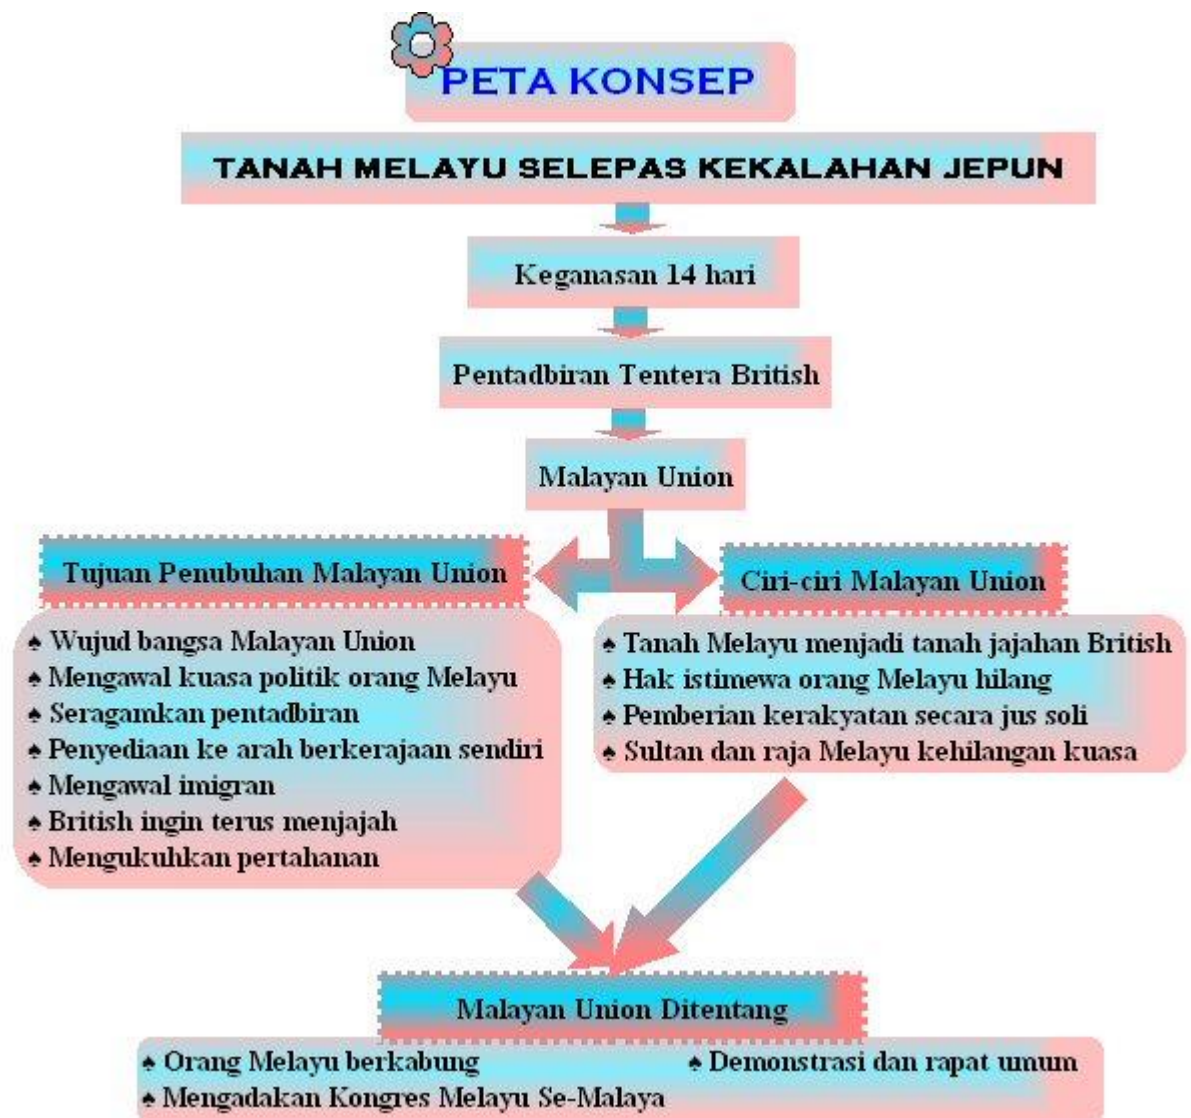 PETA KONSEP
TANAH MELAYU SELEPAS KEKALAHAN JEPUN
Keganasan 14 hari
Pentadbiran Tentera British
Malayan Union
Tujuan Penubuhan Malayan Union
♠ Wujud bangsa Malayan Union
♠ Mengawal kuasa politik orang Melayu
♠ Seragamkan pentadbiran
♠ Penyediaan ke arah berkerajaan sendiri
♠ Mengawal imigran
♠ British ingin terus menjajah
♠ Mengukuhkan pertahanan
Ciri-ciri Malayan Union
♠ Tanah Melayu menjadi tanah jajahan British
♠ Hak istimewa orang Melayu hilang
♠ Pemberian kerakyatan secara jus soli
♠ Sultan dan raja Melayu kehilangan kuasa
Malayan Union Ditentang
♠ Orang Melayu berkabung
♠ Demonstrasi dan rapat umum
♠ Mengadakan Kongres Melayu Se-Malaya